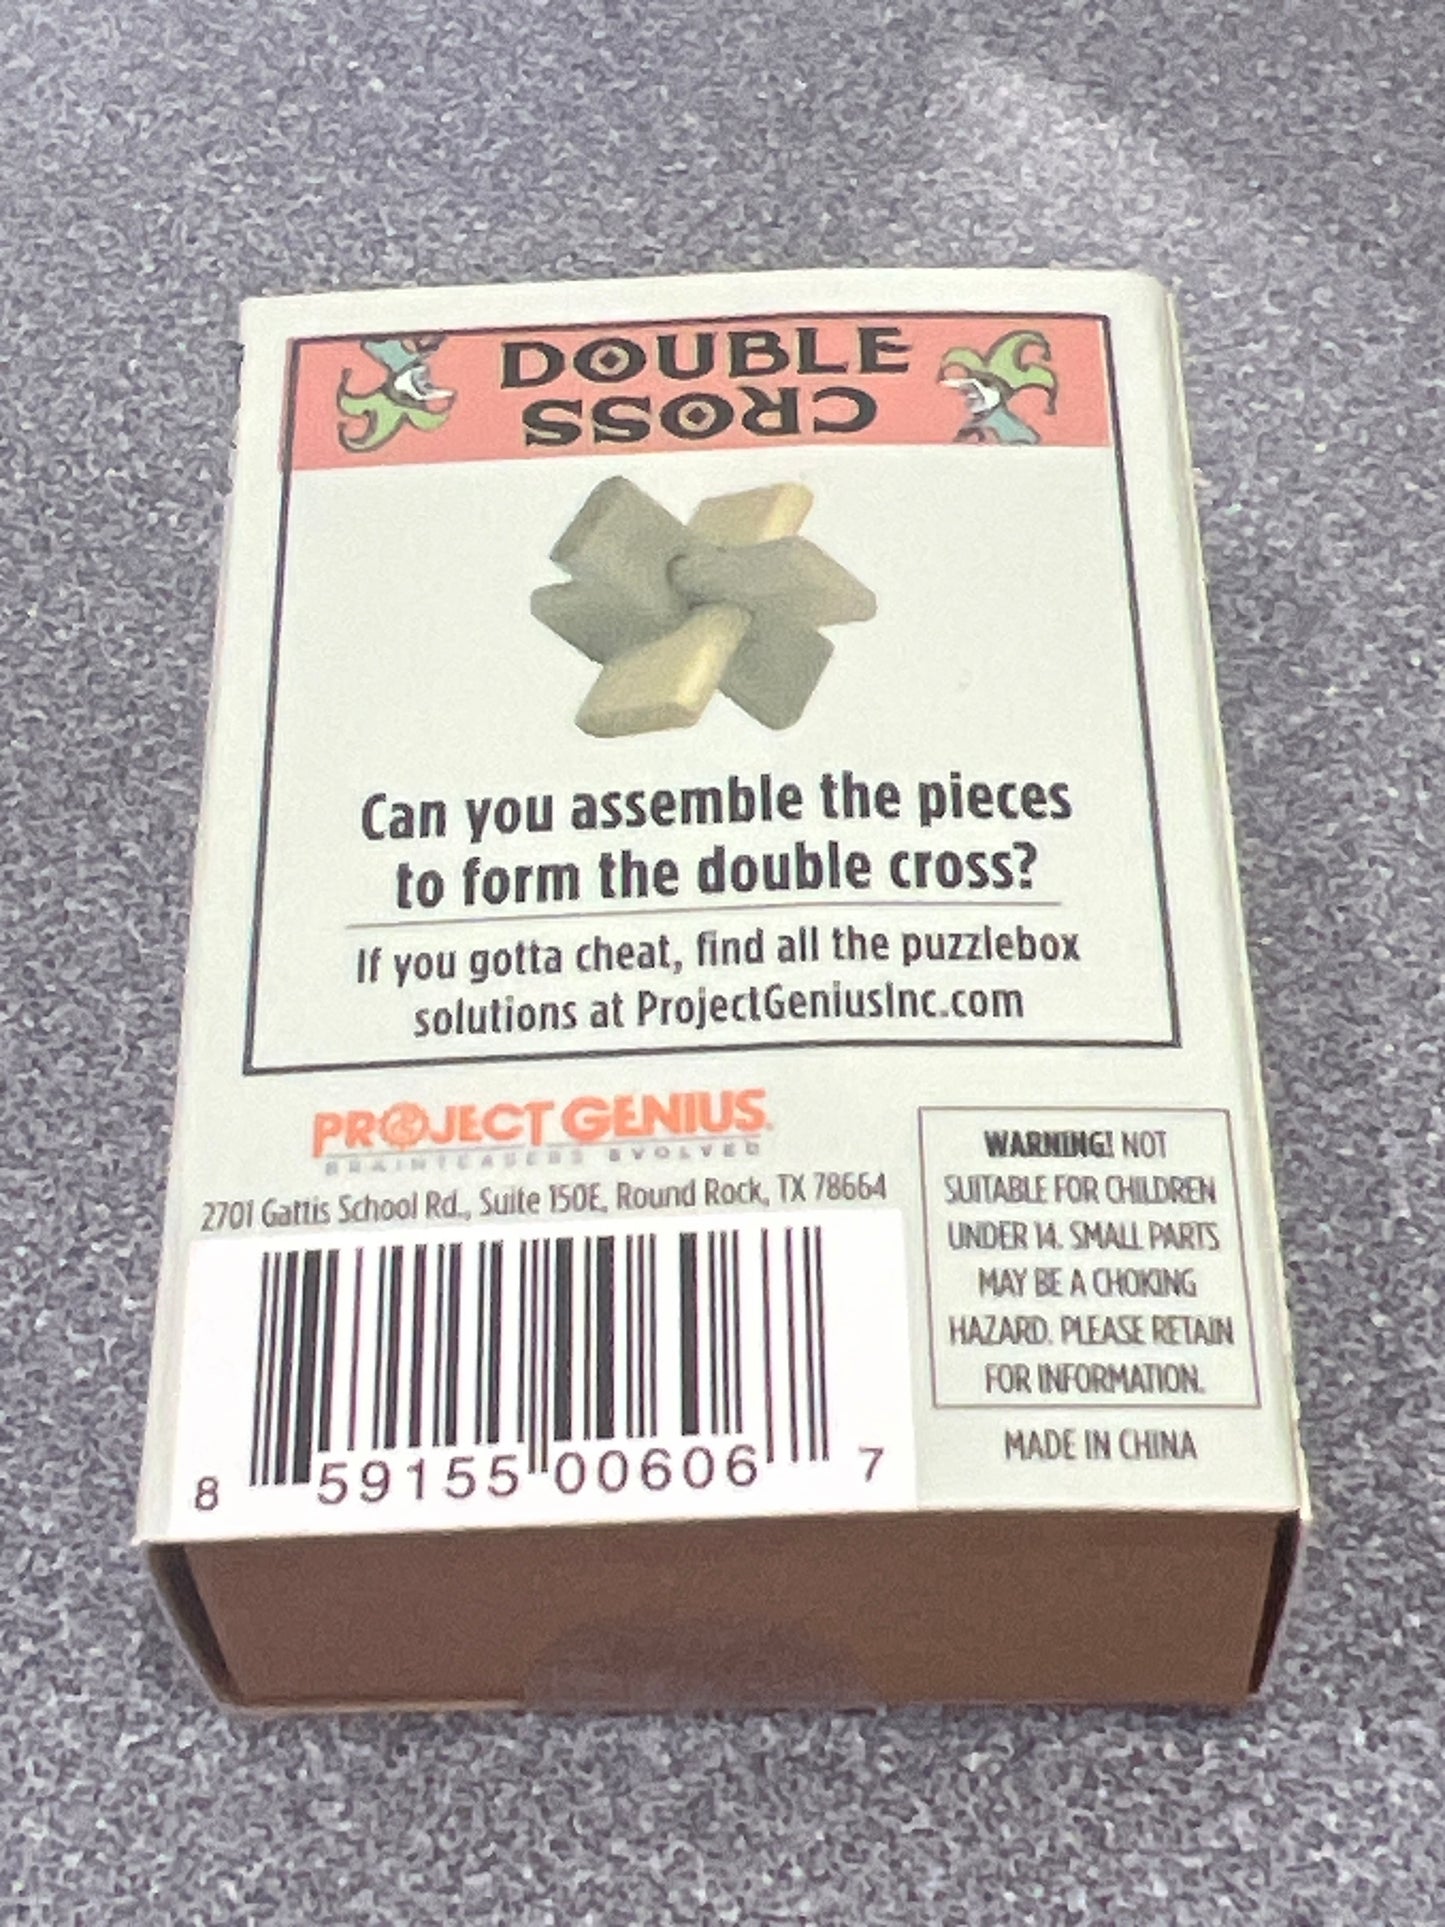 DOUBLE
CROSS
Can you assemble the pieces
to form the double cross?
If you gotta cheat, find all the puzzlebox
solutions at ProjectGeniusInc.com
PROJECT GENIUS
BRAINTEASERS EVOLVED
2701 Gattis School Rd., Suite 150E, Round Rock, TX 78664
8 59155 00606 7
WARNING! NOT
SUITABLE FOR CHILDREN
UNDER 14. SMALL PARTS
MAY BE A CHOKING
HAZARD. PLEASE RETAIN
FOR INFORMATION.
MADE IN CHINA